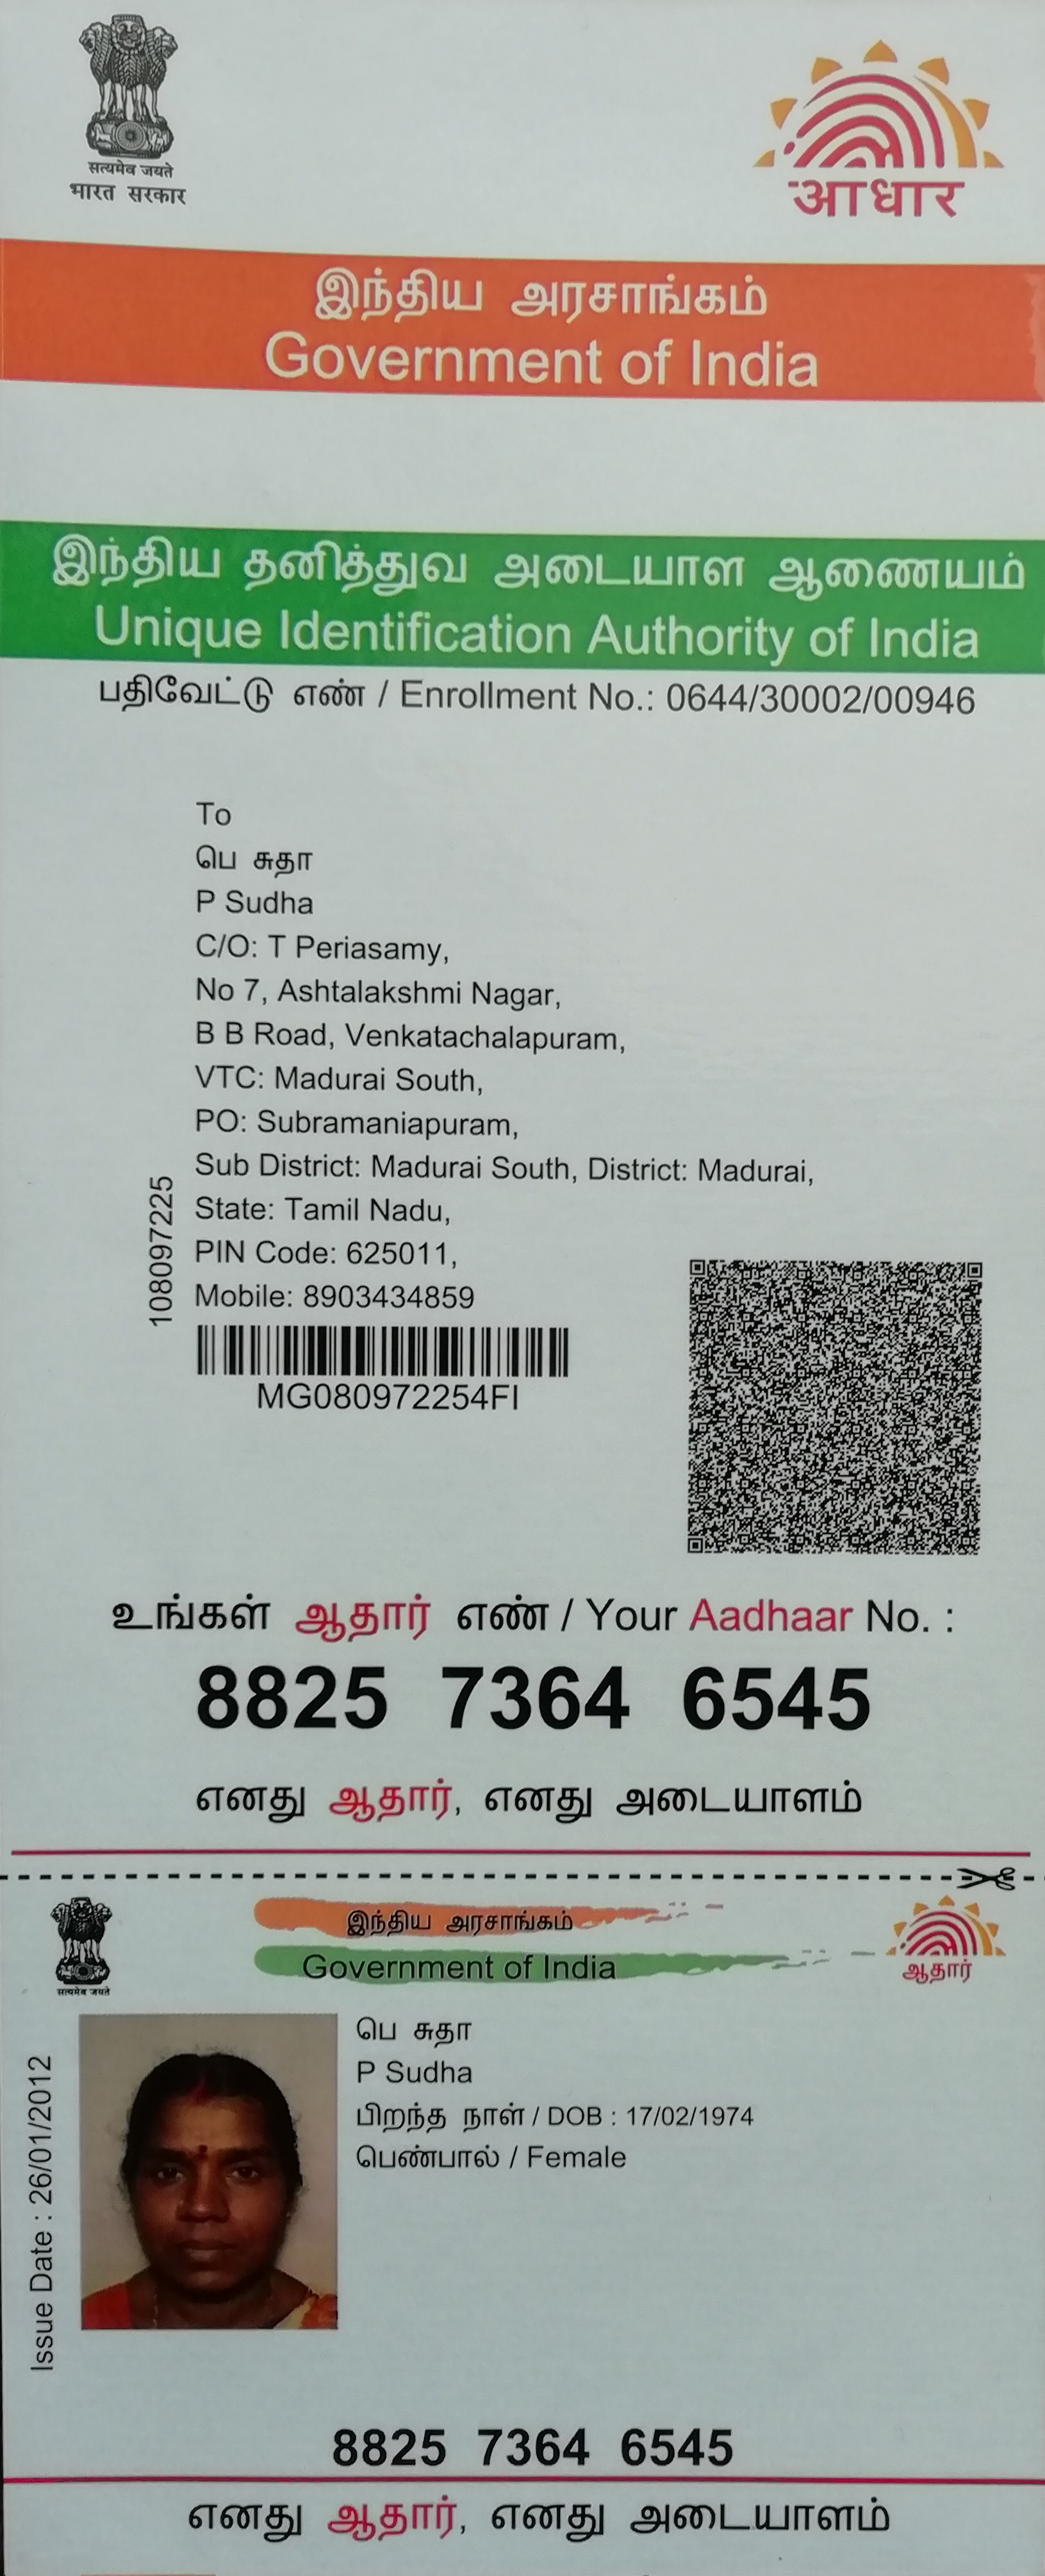 सत्यमेव जयते
भारत सरकार
आधार
இந்திய அரசாங்கம்
Government of India
இந்திய தனித்துவ அடையாள ஆணையம்
Unique Identification Authority of India
பதிவேட்டு எண் / Enrollment No.: 0644/30002/00946
To
பெ சுதா
P Sudha
C/O: T Periasamy,
No 7, Ashtalakshmi Nagar,
B B Road, Venkatachalapuram,
VTC: Madurai South,
PO: Subramaniapuram,
Sub District: Madurai South, District: Madurai,
State: Tamil Nadu,
PIN Code: 625011,
Mobile: 8903434859
108097225
MG080972254FI
உங்கள் ஆதார் எண் / Your Aadhaar No. :
8825 7364 6545
எனது ஆதார், எனது அடையாளம்
सत्यमेव जयते
இந்திய அரசாங்கம்
Government of India
ஆதார்
Issue Date : 26/01/2012
பெ சுதா
P Sudha
பிறந்த நாள் / DOB : 17/02/1974
பெண்பால் / Female
8825 7364 6545
எனது ஆதார், எனது அடையாளம்